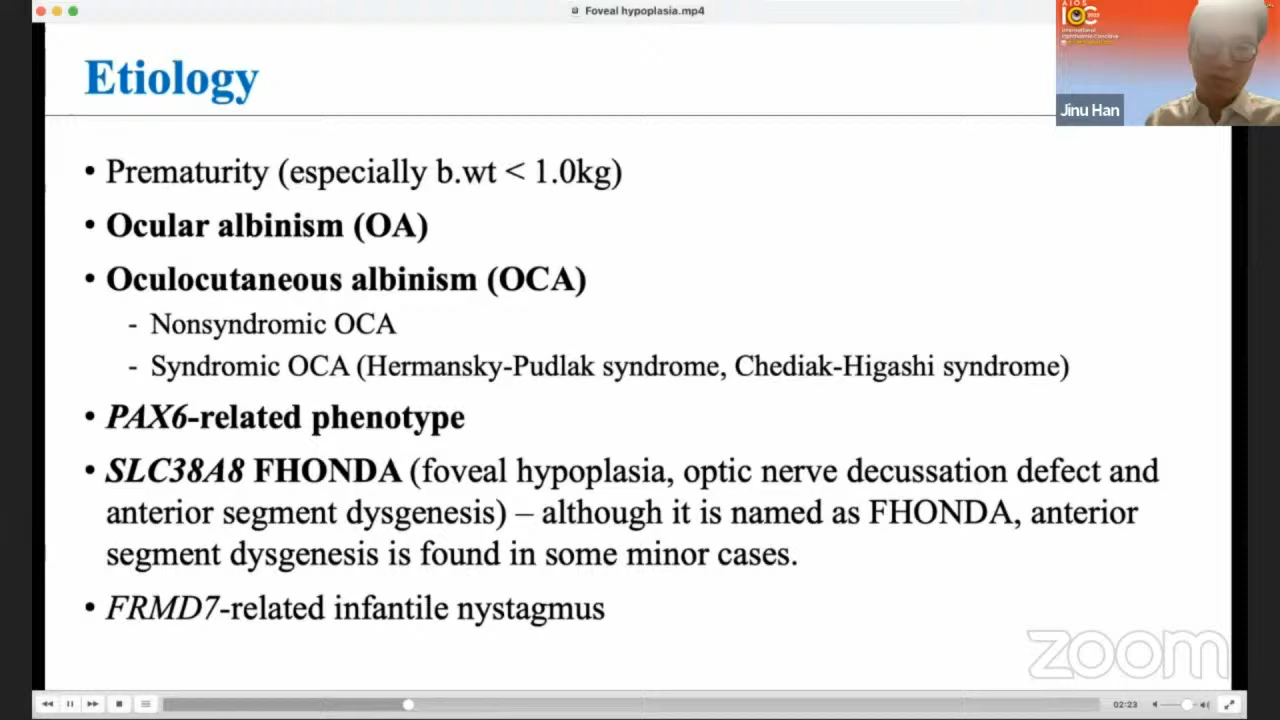 Foveal hypoplasia.mp4
AIOS
IOC
Jinu Han
Etiology
• Prematurity (especially b.wt < 1.0kg)
• Ocular albinism (OA)
• Oculocutaneous albinism (OCA)
- Nonsyndromic OCA
- Syndromic OCA (Hermansky-Pudlak syndrome, Chediak-Higashi syndrome)
• PAX6-related phenotype
• SLC38A8 FHONDA (foveal hypoplasia, optic nerve decussation defect and
anterior segment dysgenesis) – although it is named as FHONDA, anterior
segment dysgenesis is found in some minor cases.
• FRMD7-related infantile nystagmus
zoom
02:23